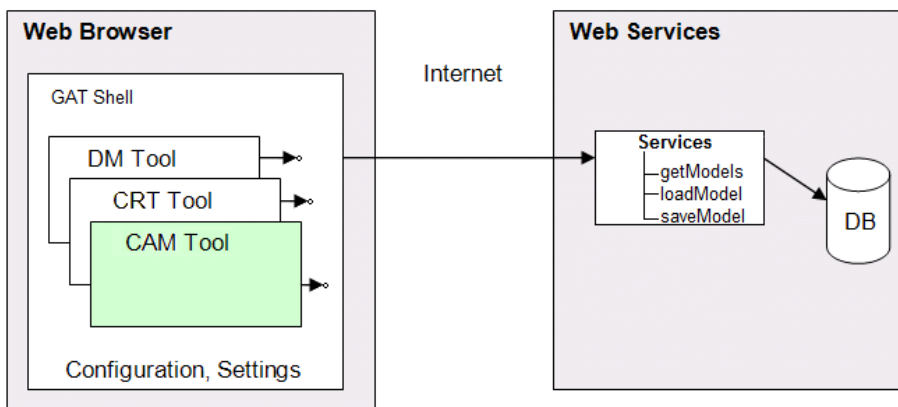 Web Browser
GAT Shell
DM Tool
CRT Tool
CAM Tool
Configuration, Settings
Internet
Web Services
Services
getModels
loadModel
saveModel
DB